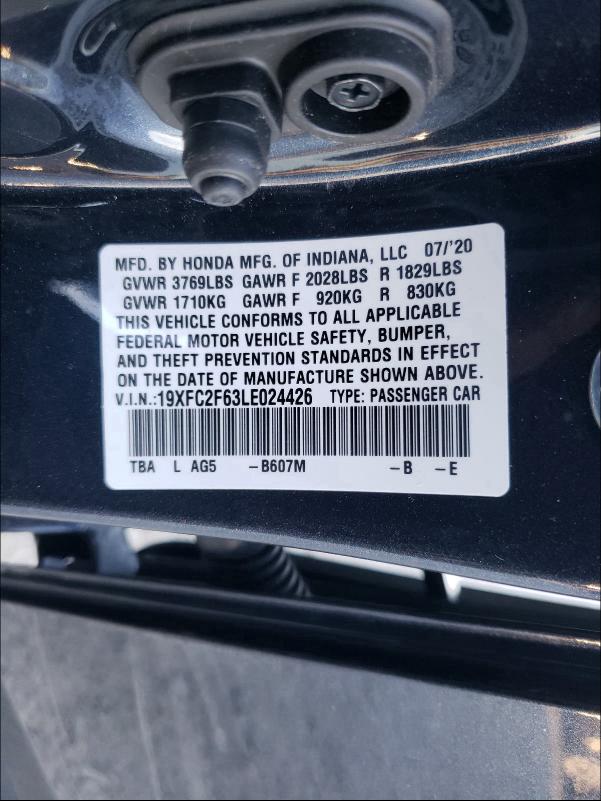 MFD. BY HONDA MFG. OF INDIANA, LLC 07/'20
GVWR 3769LBS GAWR F 2028LBS R 1829LBS
GVWR 1710KG GAWR F 920KG R 830KG
THIS VEHICLE CONFORMS TO ALL APPLICABLE
FEDERAL MOTOR VEHICLE SAFETY, BUMPER,
AND THEFT PREVENTION STANDARDS IN EFFECT
ON THE DATE OF MANUFACTURE SHOWN ABOVE.
V.I.N.:19XFC2F63LE024426 TYPE: PASSENGER CAR
TBA L AG5 -B607M -B -E